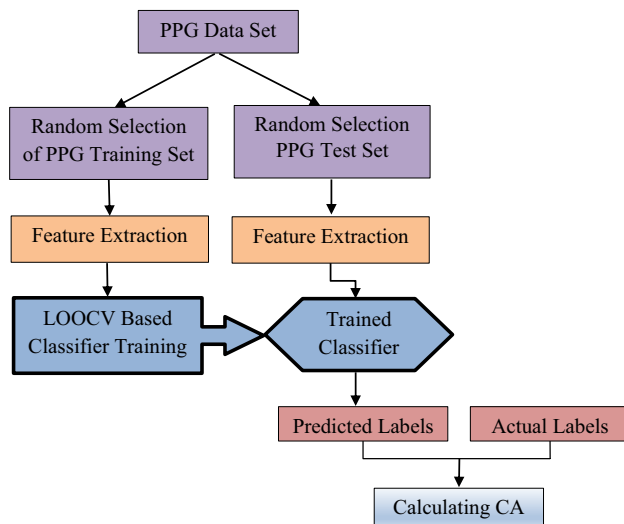 PPG Data Set
Random Selection
of PPG Training Set
Random Selection
PPG Test Set
Feature Extraction
Feature Extraction
LOOCV Based
Classifier Training
Trained
Classifier
Predicted Labels
Actual Labels
Calculating CA